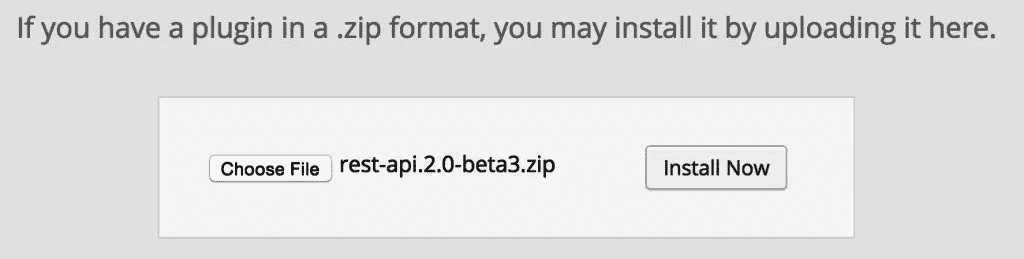 If you have a plugin in a .zip format, you may install it by uploading it here.
Choose File rest-api.2.0-beta3.zip Install Now